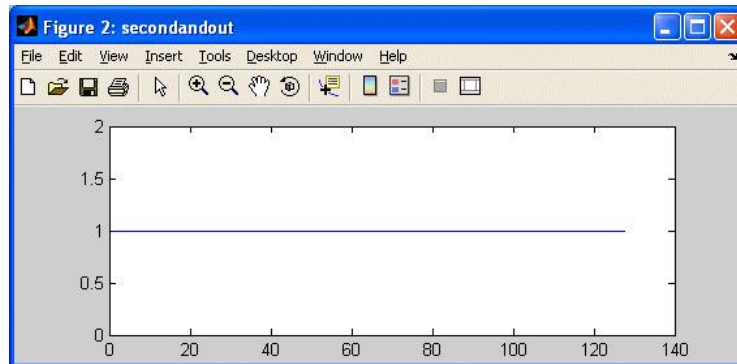 Figure 2: secondandout
File Edit View Insert Tools Desktop Window Help
2
1.5
1
0.5
0
0 20 40 60 80 100 120 140